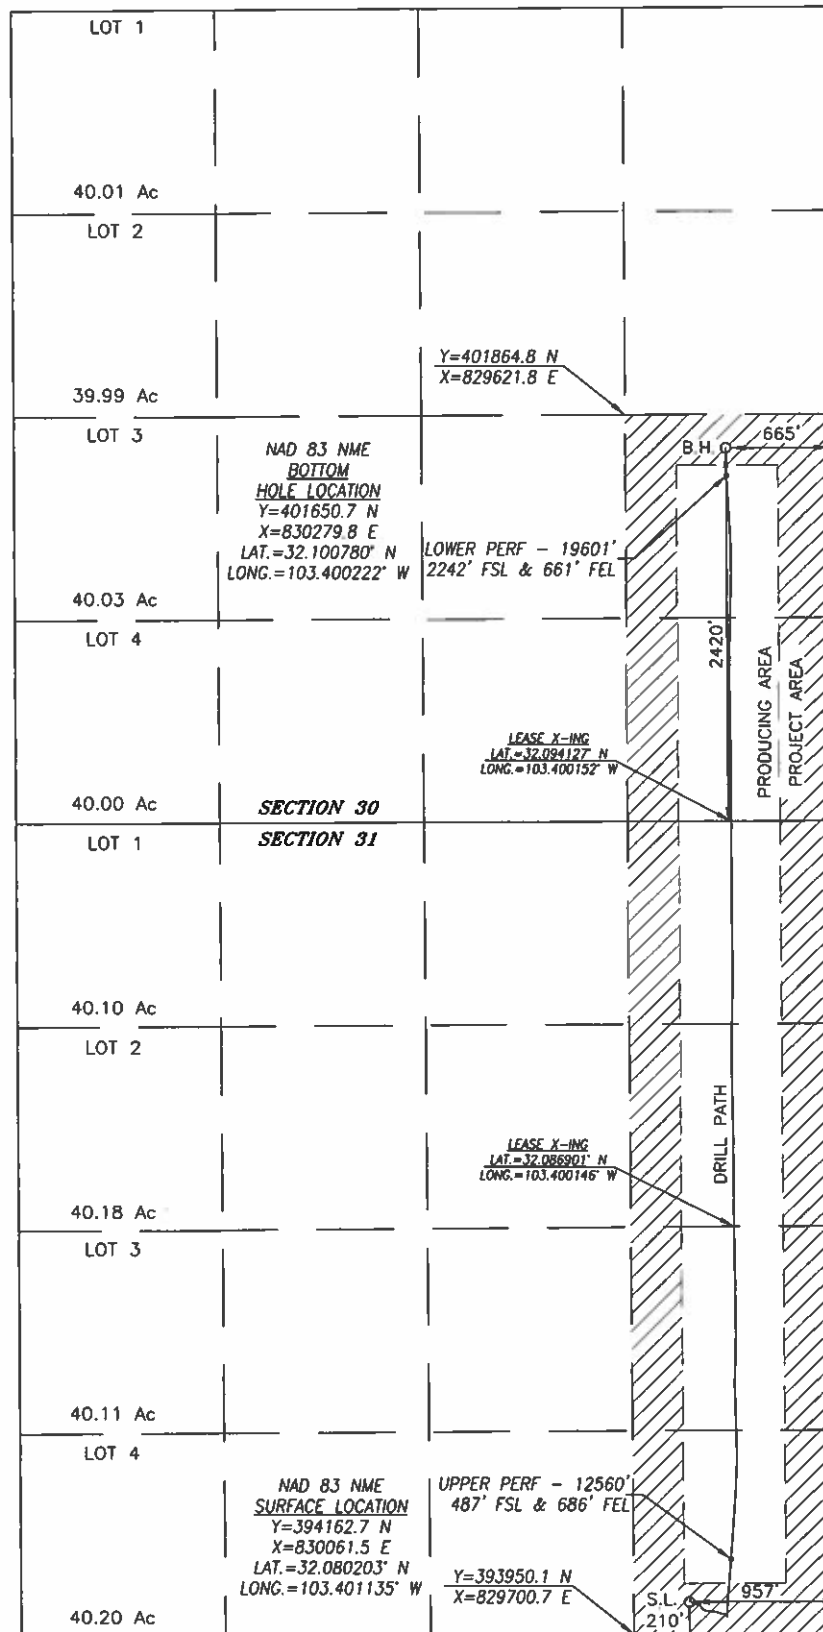 LOT 1
40.01 Ac
LOT 2
Y=401864.8 N
X=829621.8 E
39.99 Ac
LOT 3
NAD 83 NME
BOTTOM
HOLE LOCATION
Y=401650.7 N
X=830279.8 E
LAT.=32.100780° N
LONG.=103.400222° W
B.H.
665'
LOWER PERF - 19601'
2242' FSL & 661' FEL
40.03 Ac
LOT 4
2420'
PRODUCING AREA
PROJECT AREA
LEASE X-ING
LAT.=32.094127° N
LONG.=103.400152° W
40.00 Ac
SECTION 30
SECTION 31
LOT 1
40.10 Ac
LOT 2
DRILL PATH
LEASE X-ING
LAT.=32.086901° N
LONG.=103.400146° W
40.18 Ac
LOT 3
40.11 Ac
LOT 4
NAD 83 NME
SURFACE LOCATION
Y=394162.7 N
X=830061.5 E
LAT.=32.080203° N
LONG.=103.401135° W
UPPER PERF - 12560'
487' FSL & 686' FEL
Y=393950.1 N
X=829700.7 E
S.L.
957'
210'
40.20 Ac